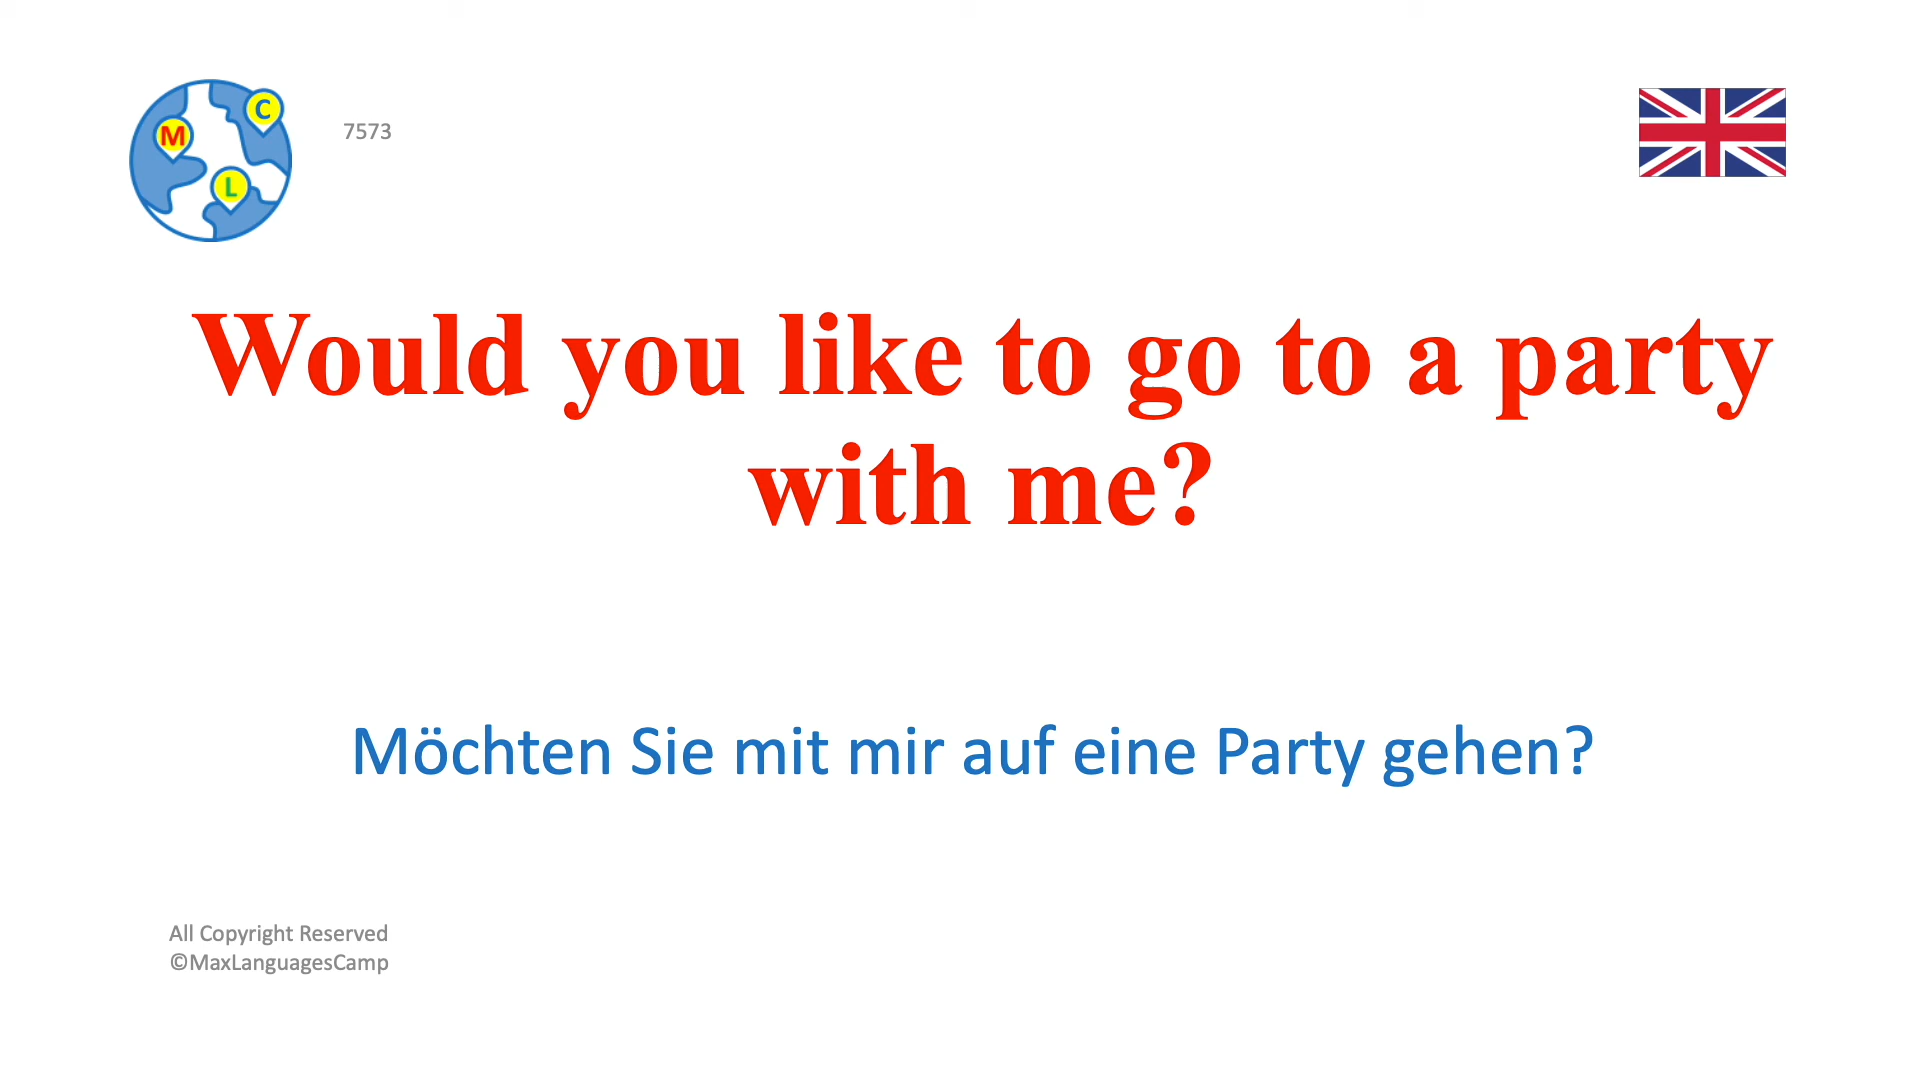 C
M
L
7573
Would you like to go to a party
with me?
Möchten Sie mit mir auf eine Party gehen?
All Copyright Reserved
©MaxLanguagesCamp